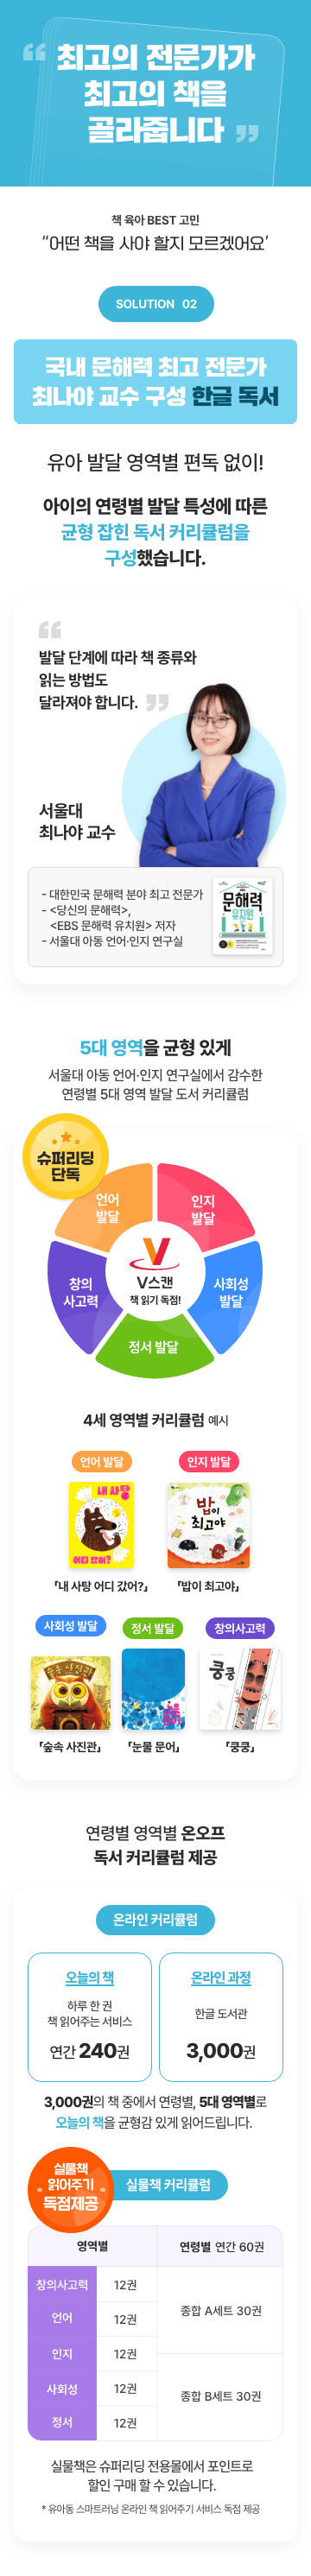 “ 최고의 전문가가
최고의 책을
골라줍니다 ”
책 육아 BEST 고민
“어떤 책을 사야 할지 모르겠어요’
SOLUTION 02
국내 문해력 최고 전문가
최나야 교수 구성 한글 독서
유아 발달 영역별 편독 없이!
아이의 연령별 발달 특성에 따른
균형 잡힌 독서 커리큘럼을
구성했습니다.
“
발달 단계에 따라 책 종류와
읽는 방법도
달라져야 합니다. ”
서울대
최나야 교수
- 대한민국 문해력 분야 최고 전문가
- <당신의 문해력>,
<EBS 문해력 유치원> 저자
- 서울대 아동 언어·인지 연구실
문해력
유치원
5대 영역을 균형 있게
서울대 아동 언어·인지 연구실에서 감수한
연령별 5대 영역 발달 도서 커리큘럼
슈퍼리딩
단독
언어
발달
인지
발달
창의
사고력
V스캔
책 읽기 독점!
사회성
발달
정서 발달
4세 영역별 커리큘럼 예시
언어 발달
인지 발달
내 사탕
어디 갔어?
밥이
최고야
「내 사탕 어디 갔어?」
「밥이 최고야」
사회성 발달
정서 발달
창의사고력
숲속 사진관
쿵쿵
「숲속 사진관」
「눈물 문어」
「쿵쿵」
연령별 영역별 온오프
독서 커리큘럼 제공
온라인 커리큘럼
오늘의 책
하루 한 권
책 읽어주는 서비스
연간 240권
온라인 과정
한글 도서관
3,000권
3,000권의 책 중에서 연령별, 5대 영역별로
오늘의 책을 균형감 있게 읽어드립니다.
실물책
읽어주기
독점제공
실물책 커리큘럼
영역별
연령별 연간 60권
창의사고력 12권
언어 12권
종합 A세트 30권
인지 12권
사회성 12권
종합 B세트 30권
정서 12권
실물책은 슈퍼리딩 전용몰에서 포인트로
할인 구매 할 수 있습니다.
* 유아동 스마트러닝 온라인 책 읽어주기 서비스 독점 제공